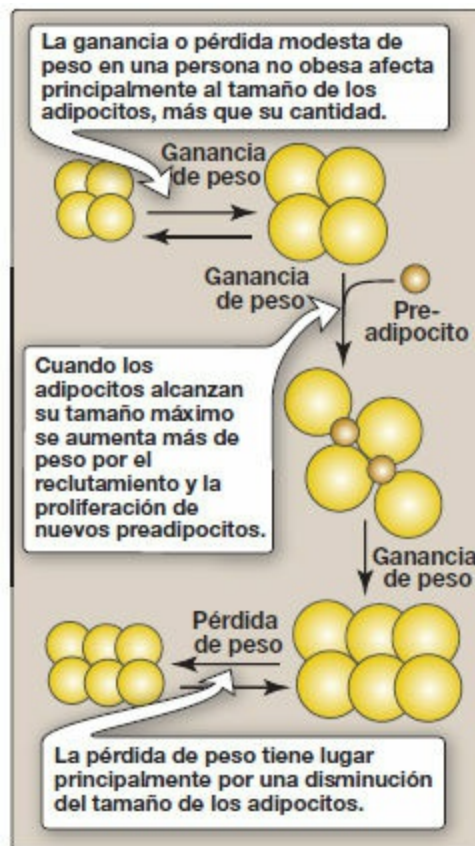 La ganancia o pérdida modesta de
peso en una persona no obesa afecta
principalmente al tamaño de los
adipocitos, más que su cantidad.
Ganancia
de peso
Ganancia
de peso
Pre-
adipocito
Cuando los
adipocitos alcanzan
su tamaño máximo
se aumenta más de
peso por el
reclutamiento y la
proliferación de
nuevos preadipocitos.
Ganancia
de peso
Pérdida
de peso
La pérdida de peso tiene lugar
principalmente por una disminución
del tamaño de los adipocitos.